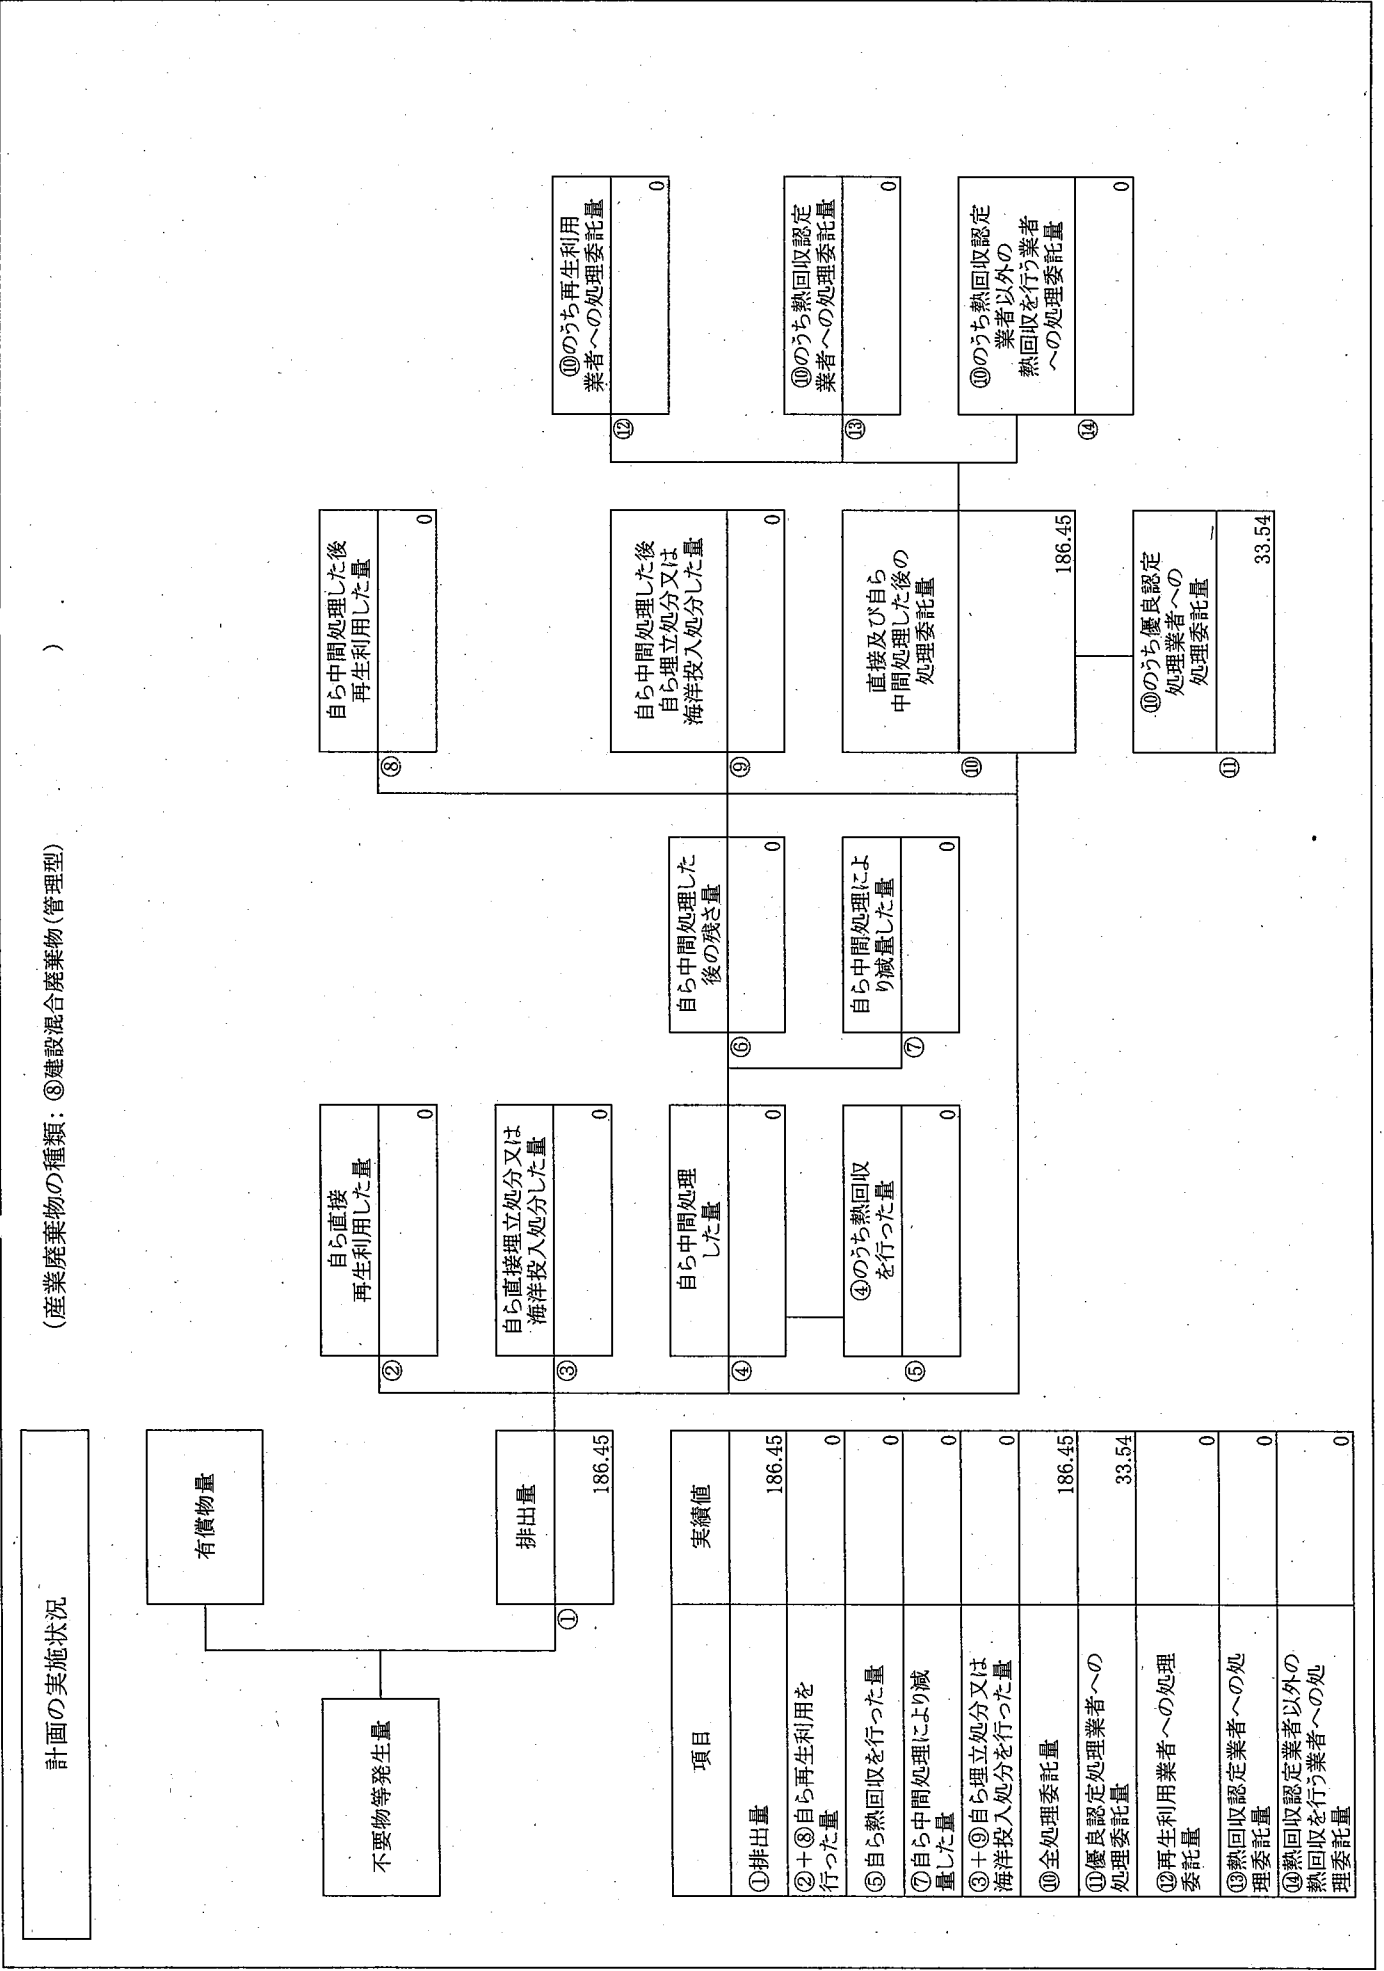 計画の実施状況
(産業廃棄物の種類：⑧建設混合廃棄物(管理型)　　　　　　)
不要物等発生量
有償物量
排出量
①
186.45
自ら直接
再生利用した量
②
0
自ら直接埋立処分又は
海洋投入処分した量
③
0
自ら中間処理
した量
④
0
④のうち熱回収
を行った量
⑤
0
自ら中間処理した
後の残さ量
⑥
0
自ら中間処理によ
り減量した量
⑦
0
自ら中間処理した後
再生利用した量
⑧
0
自ら中間処理した後
自ら埋立処分又は
海洋投入処分した量
⑨
0
直接及び自ら
中間処理した後の
処理委託量
⑩
186.45
⑩のうち優良認定
処理業者への
処理委託量
⑪
33.54
⑩のうち再生利用
業者への処理委託量
⑫
0
⑩のうち熱回収認定
業者への処理委託量
⑬
0
⑩のうち熱回収認定
業者以外の
熱回収を行う業者
への処理委託量
⑭
0
項目 実績値
①排出量 186.45
②＋⑧自ら再生利用を
行った量 0
⑤自ら熱回収を行った量 0
⑦自ら中間処理により減
量した量 0
③＋⑨自ら埋立処分又は
海洋投入処分を行った量 0
⑩全処理委託量 186.45
⑪優良認定処理業者への
処理委託量 33.54
⑫再生利用業者への処理
委託量 0
⑬熱回収認定業者への処
理委託量 0
⑭熱回収認定業者以外の
熱回収を行う業者への処
理委託量 0